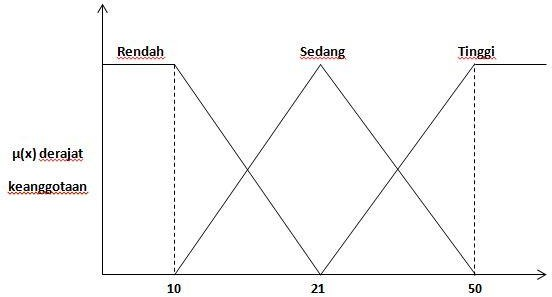 Rendah Sedang Tinggi
μ(x) derajat
keanggotaan
10 21 50